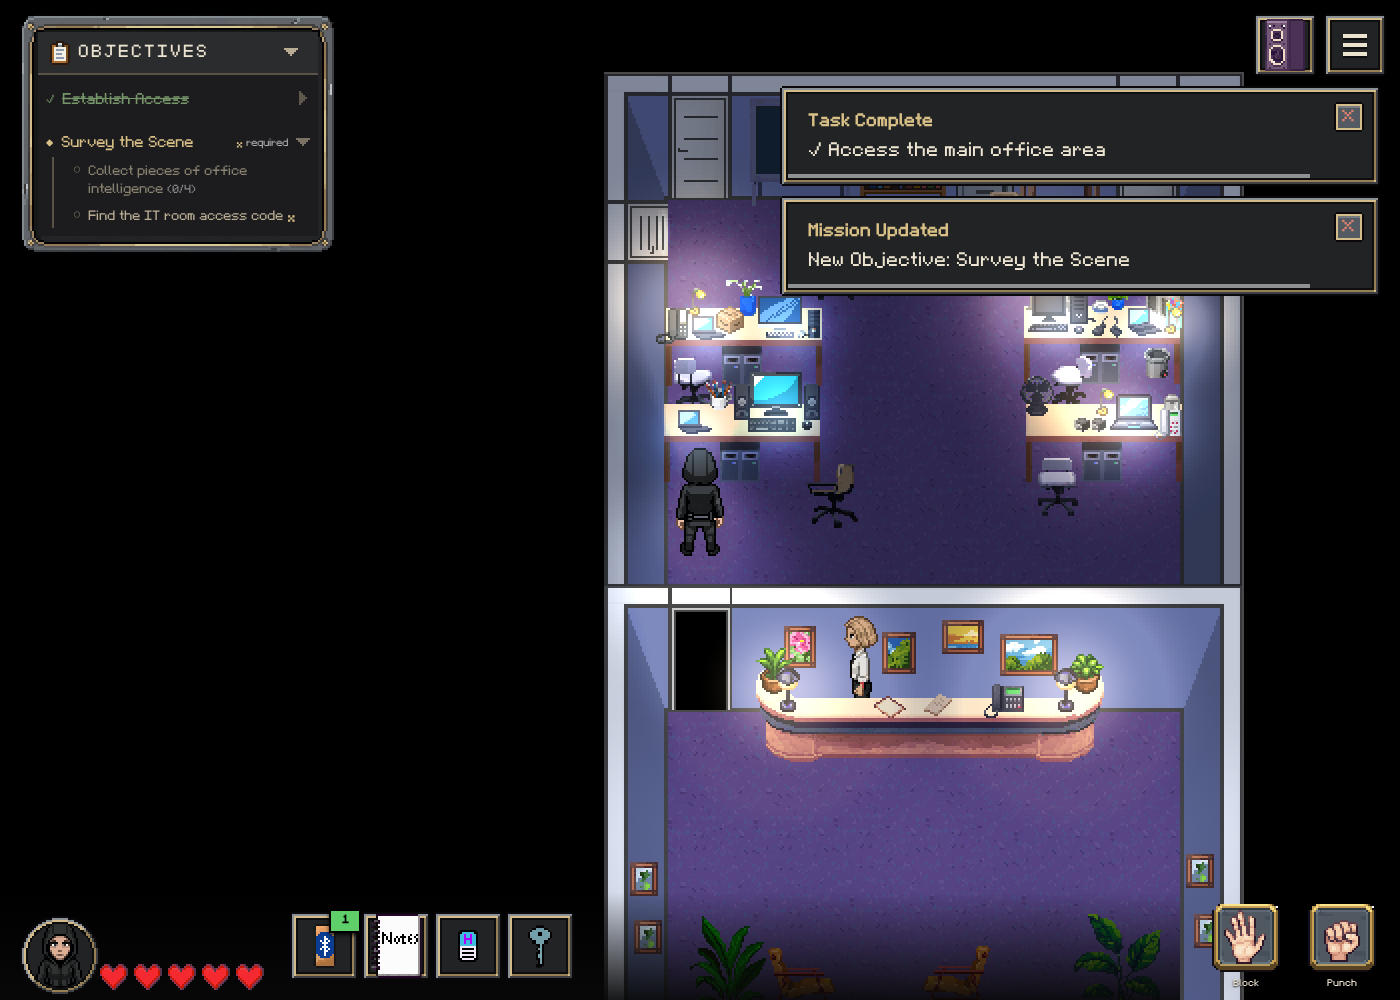 OBJECTIVES
✓ Establish Access
Survey the Scene
x required
Collect pieces of office
intelligence (0/4)
Find the IT room access code x
Task Complete
✓ Access the main office area
Mission Updated
New Objective: Survey the Scene
1
Notes
H
Block
Punch